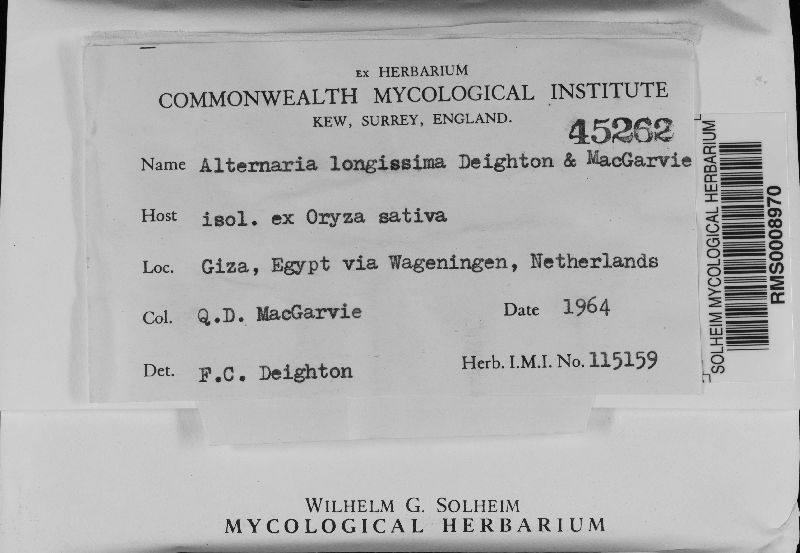 Ex HERBARIUM
COMMONWEALTH MYCOLOGICAL INSTITUTE
KEW, SURREY, ENGLAND.
45262
Name Alternaria longissima Deighton & MacGarvie
Host isol. ex Oryza sativa
Loc. Giza, Egypt via Wageningen, Netherlands
Col. Q.D. MacGarvie Date 1964
Det. F.C. Deighton Herb. I.M.I. No. 115159
SOLHEIM MYCOLOGICAL HERBARIUM
RMS0008970
WILHELM G. SOLHEIM
MYCOLOGICAL HERBARIUM